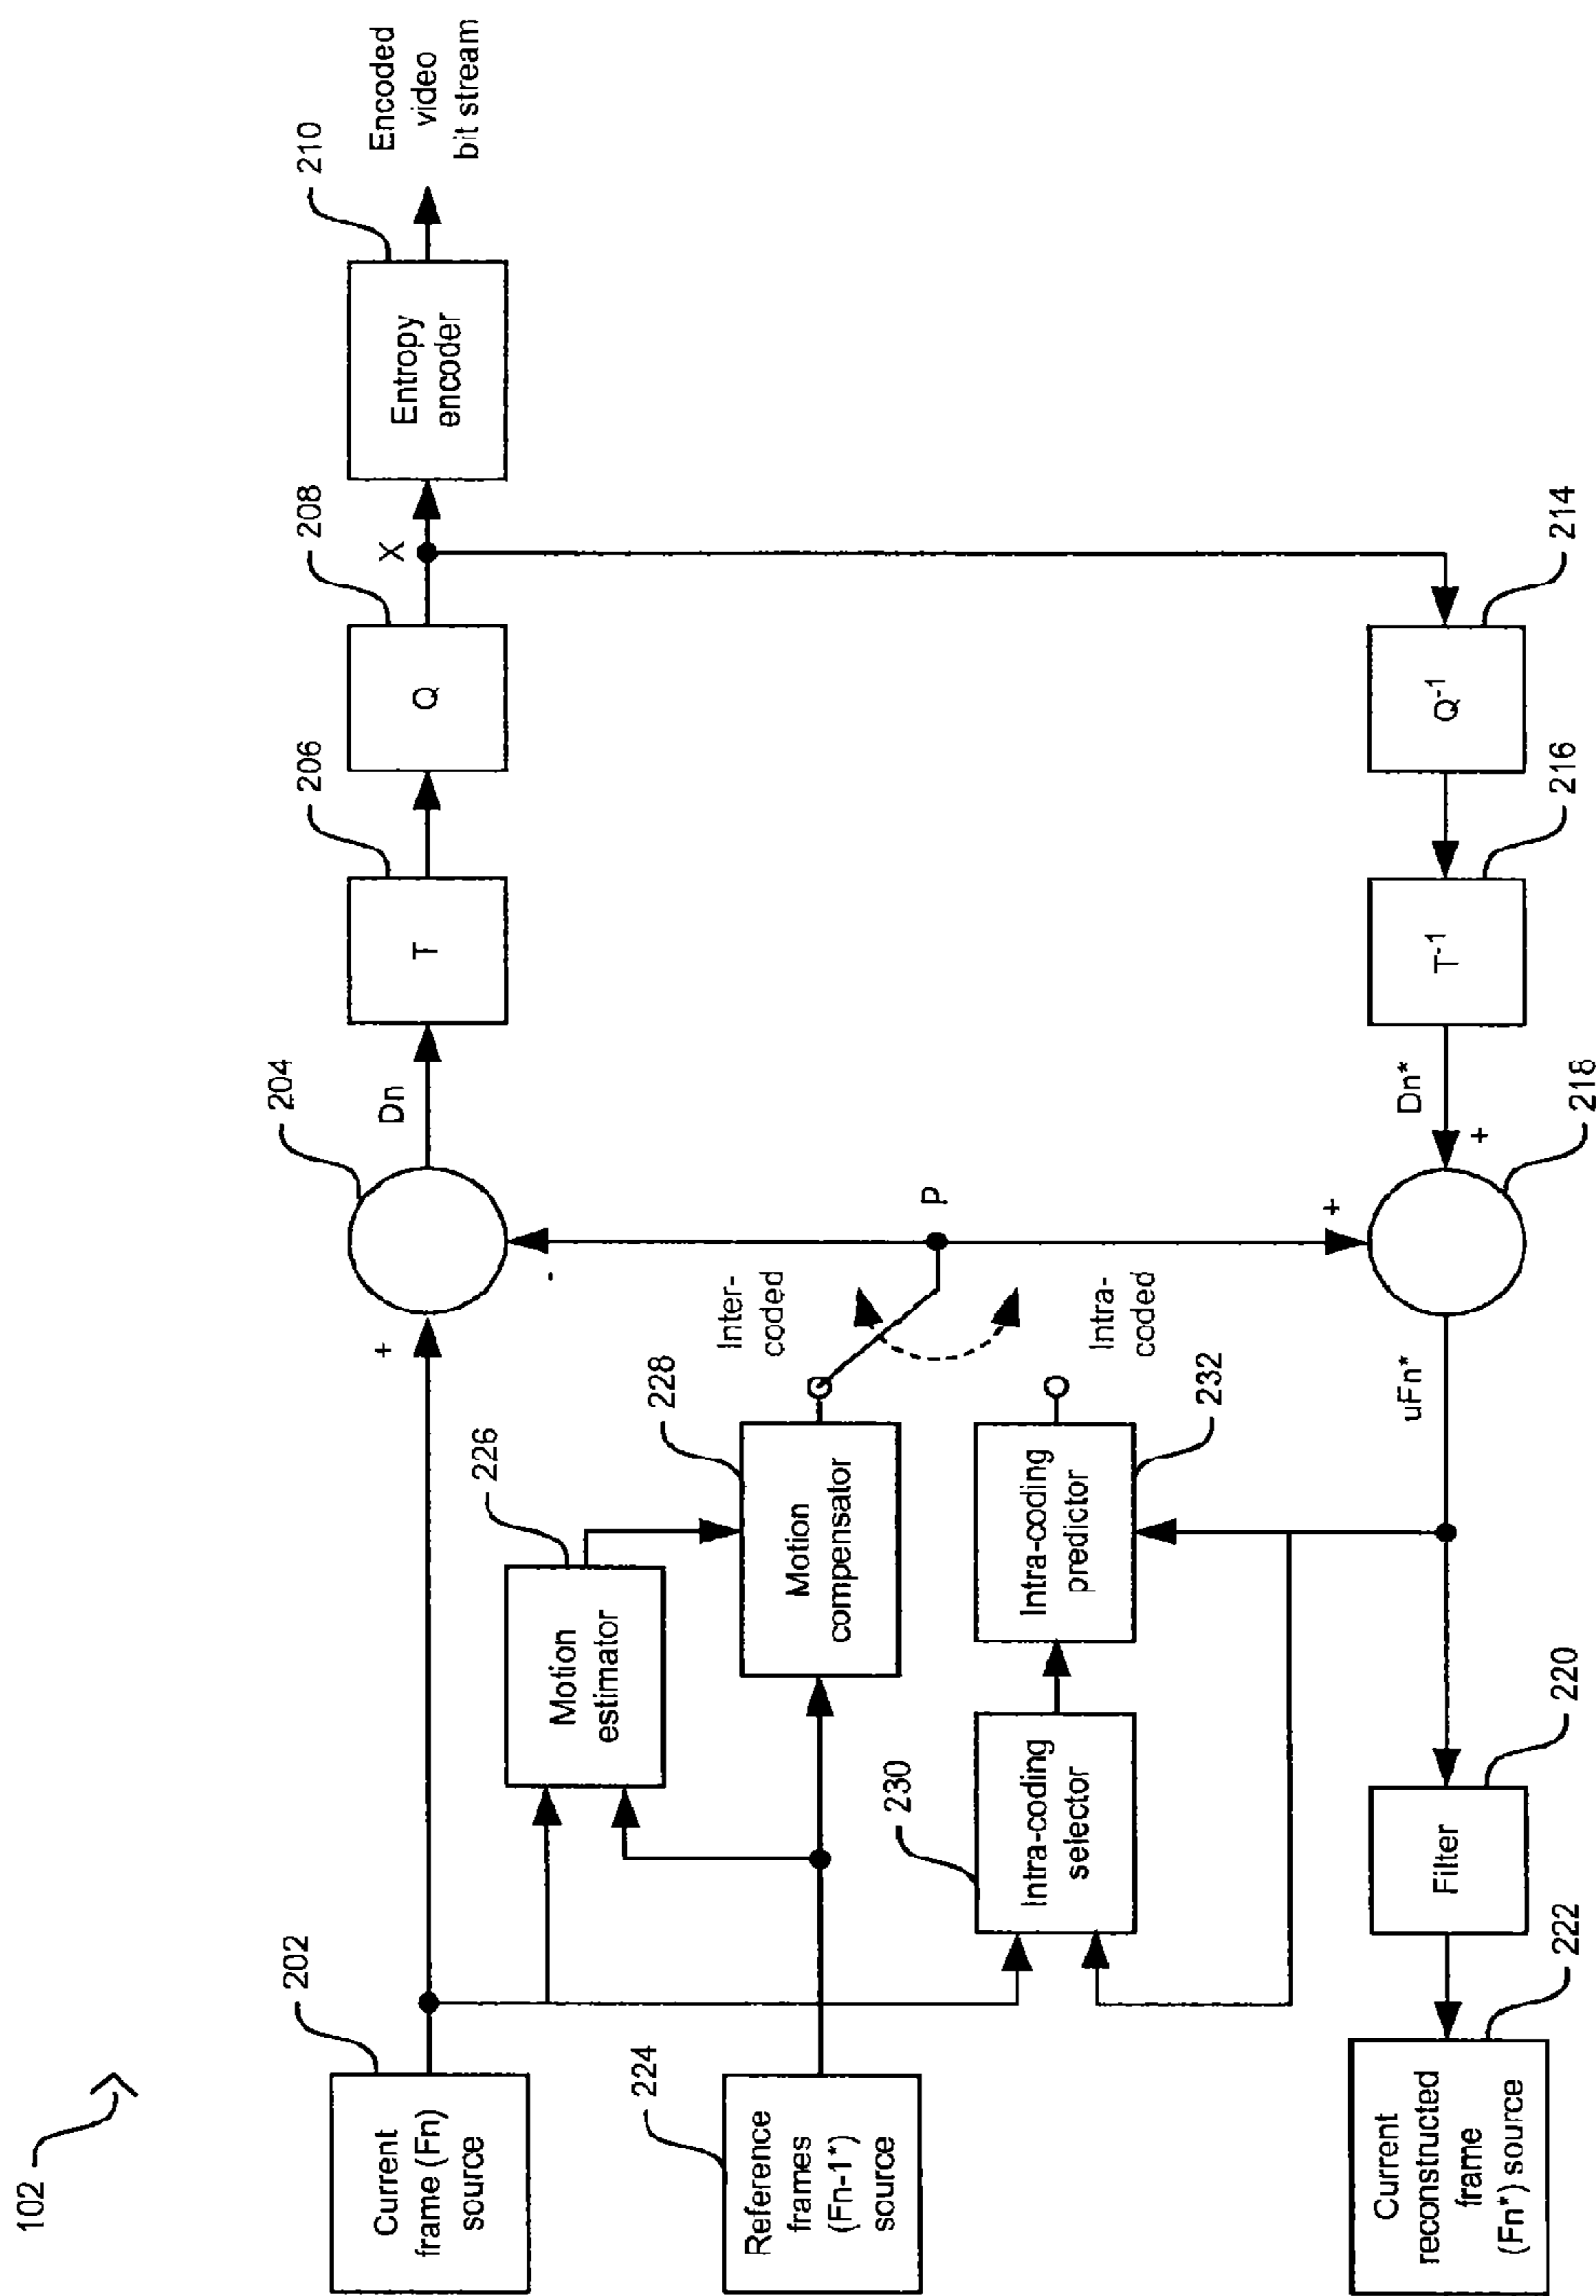 102
202
Current
frame (Fn)
source
+
204
Dn
206
T
208
Q
X
210
Entropy
encoder
Encoded
video
bit stream
-
226
Motion
estimator
224
Reference
frames
(Fn-1*)
source
228
Motion
compensator
Inter-
coded
P
230
Intra-coding
selector
232
Intra-coding
predictor
Intra-
coded
+
222
Current
reconstructed
frame
(Fn*) source
220
Filter
uFn*
218
+
Dn*
216
T-1
214
Q-1